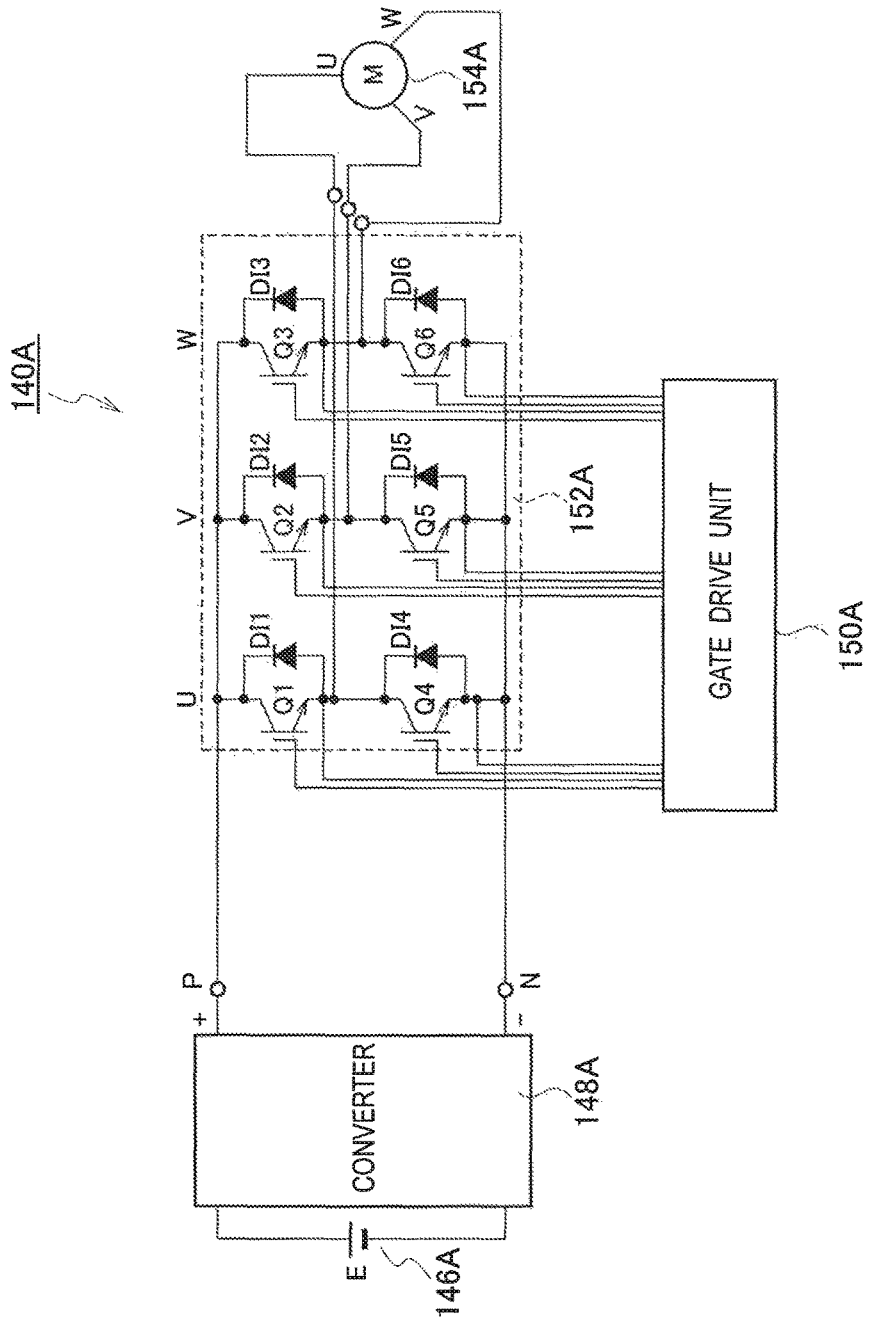 140A
U
V
W
Q1
DI1
Q2
DI2
Q3
DI3
Q4
DI4
Q5
DI5
Q6
DI6
152A
U
V
W
M
154A
P
+
N
-
CONVERTER
148A
E
146A
GATE DRIVE UNIT
150A